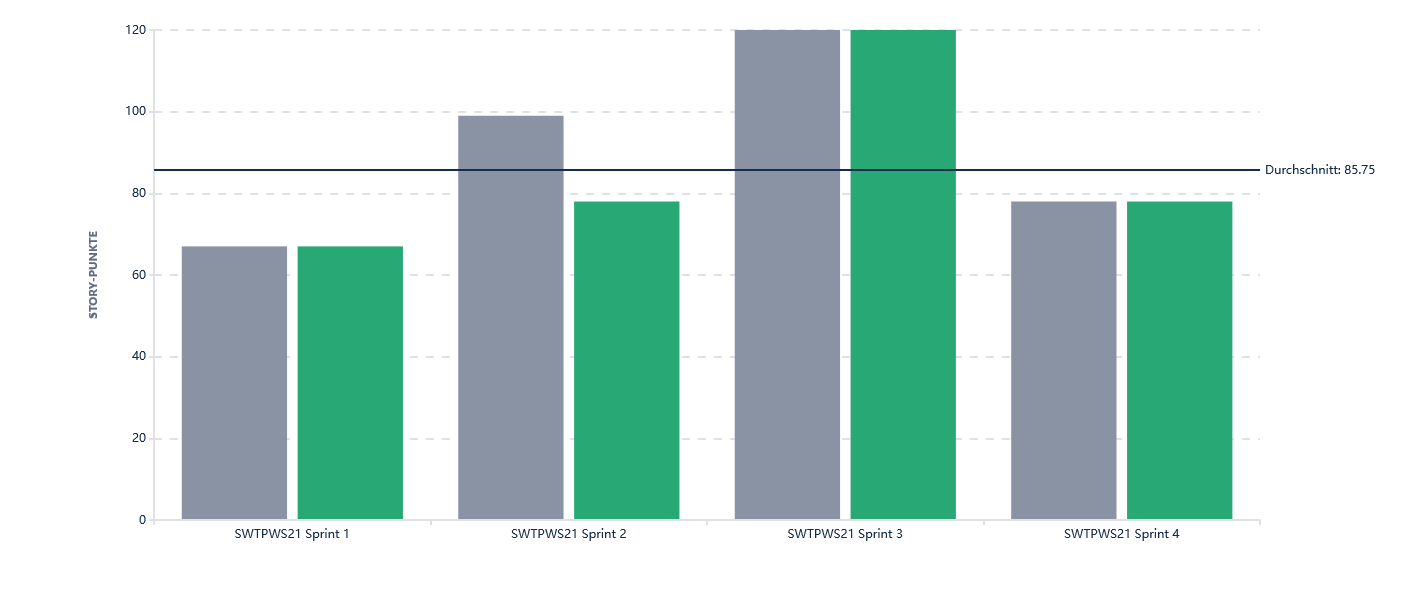 120
100
80
60
40
20
0
STORY-PUNKTE
Durchschnitt: 85.75
SWTPWS21 Sprint 1
SWTPWS21 Sprint 2
SWTPWS21 Sprint 3
SWTPWS21 Sprint 4